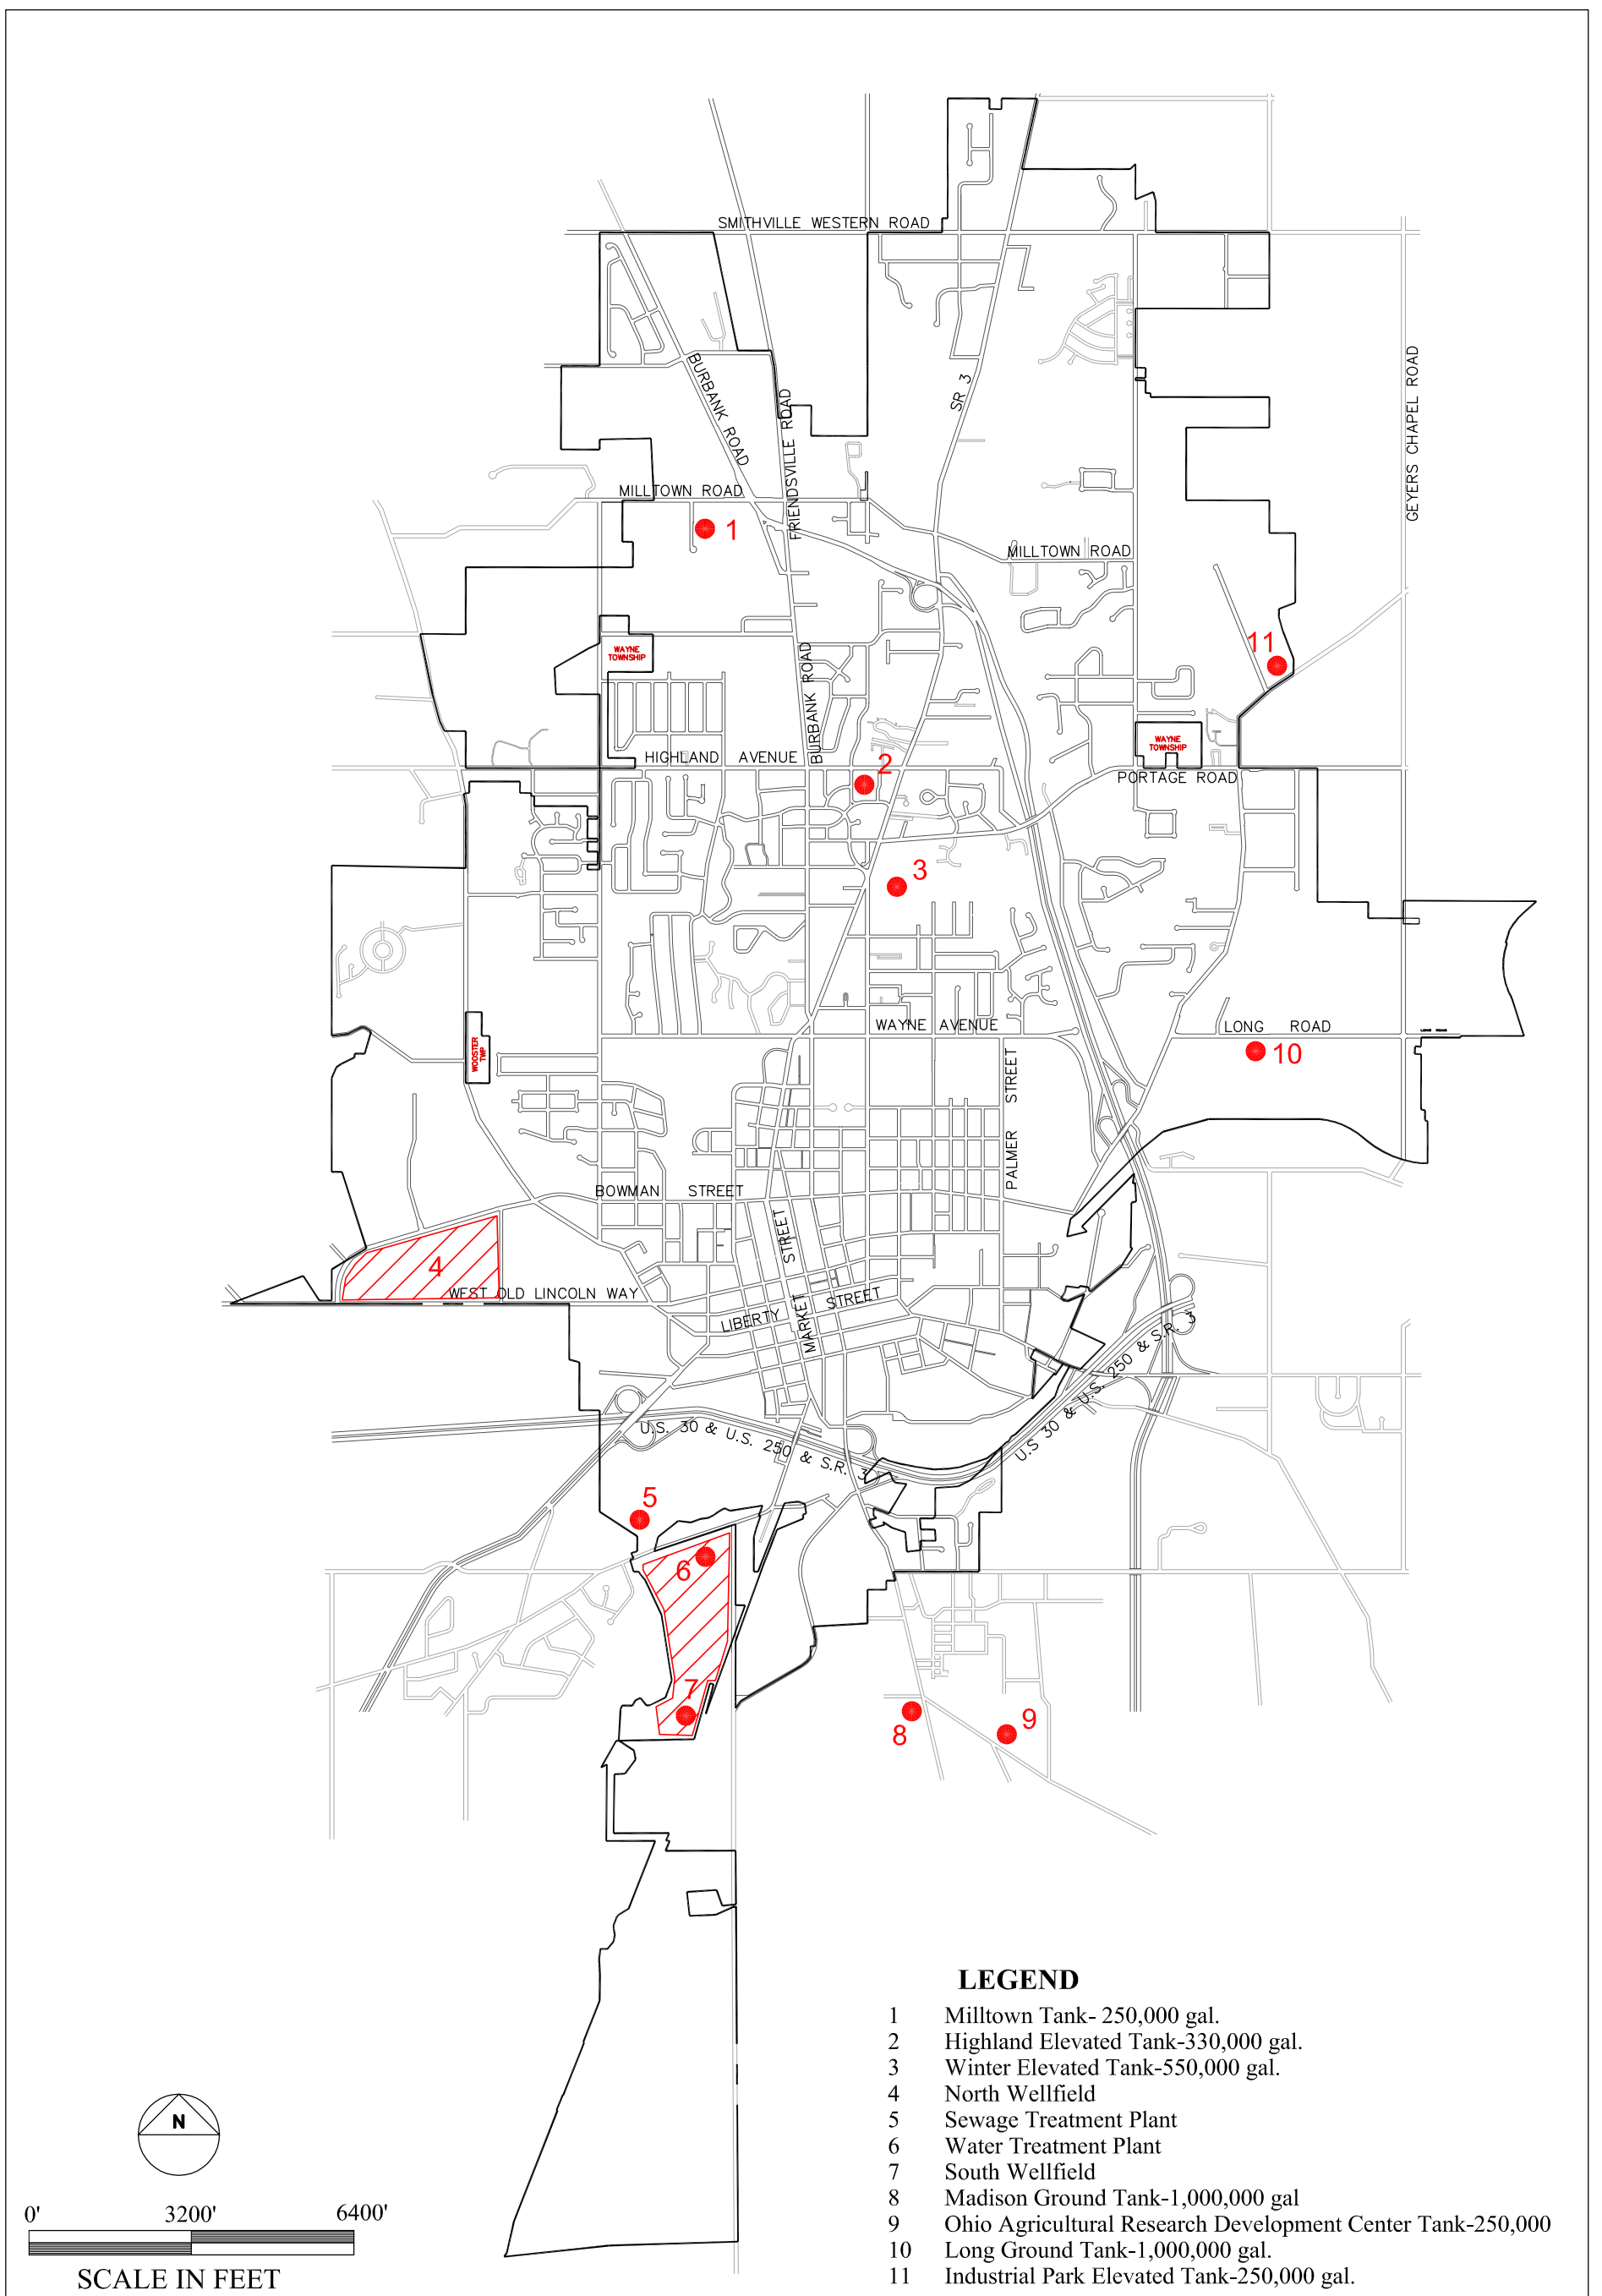 SMITHVILLE WESTERN ROAD
BURBANK ROAD
FRIENDSVILLE ROAD
SR 3
GEYERS CHAPEL ROAD
MILLTOWN ROAD
1
MILLTOWN ROAD
11
WAYNE
TOWNSHIP
BURBANK ROAD
WAYNE
TOWNSHIP
HIGHLAND AVENUE
2
PORTAGE ROAD
3
WAYNE AVENUE
LONG ROAD
LONG ROAD
WOOSTER
TWP
10
PALMER STREET
BOWMAN STREET
4
WEST OLD LINCOLN WAY
MARKET STREET
LIBERTY STREET
U.S. 30 & U.S. 250 & S.R. 3
U.S 30 & U.S. 250 & S.R. 3
5
6
7
8
9
LEGEND
1 Milltown Tank- 250,000 gal.
2 Highland Elevated Tank-330,000 gal.
3 Winter Elevated Tank-550,000 gal.
4 North Wellfield
5 Sewage Treatment Plant
6 Water Treatment Plant
7 South Wellfield
8 Madison Ground Tank-1,000,000 gal
9 Ohio Agricultural Research Development Center Tank-250,000
10 Long Ground Tank-1,000,000 gal.
11 Industrial Park Elevated Tank-250,000 gal.
N
0' 3200' 6400'
SCALE IN FEET